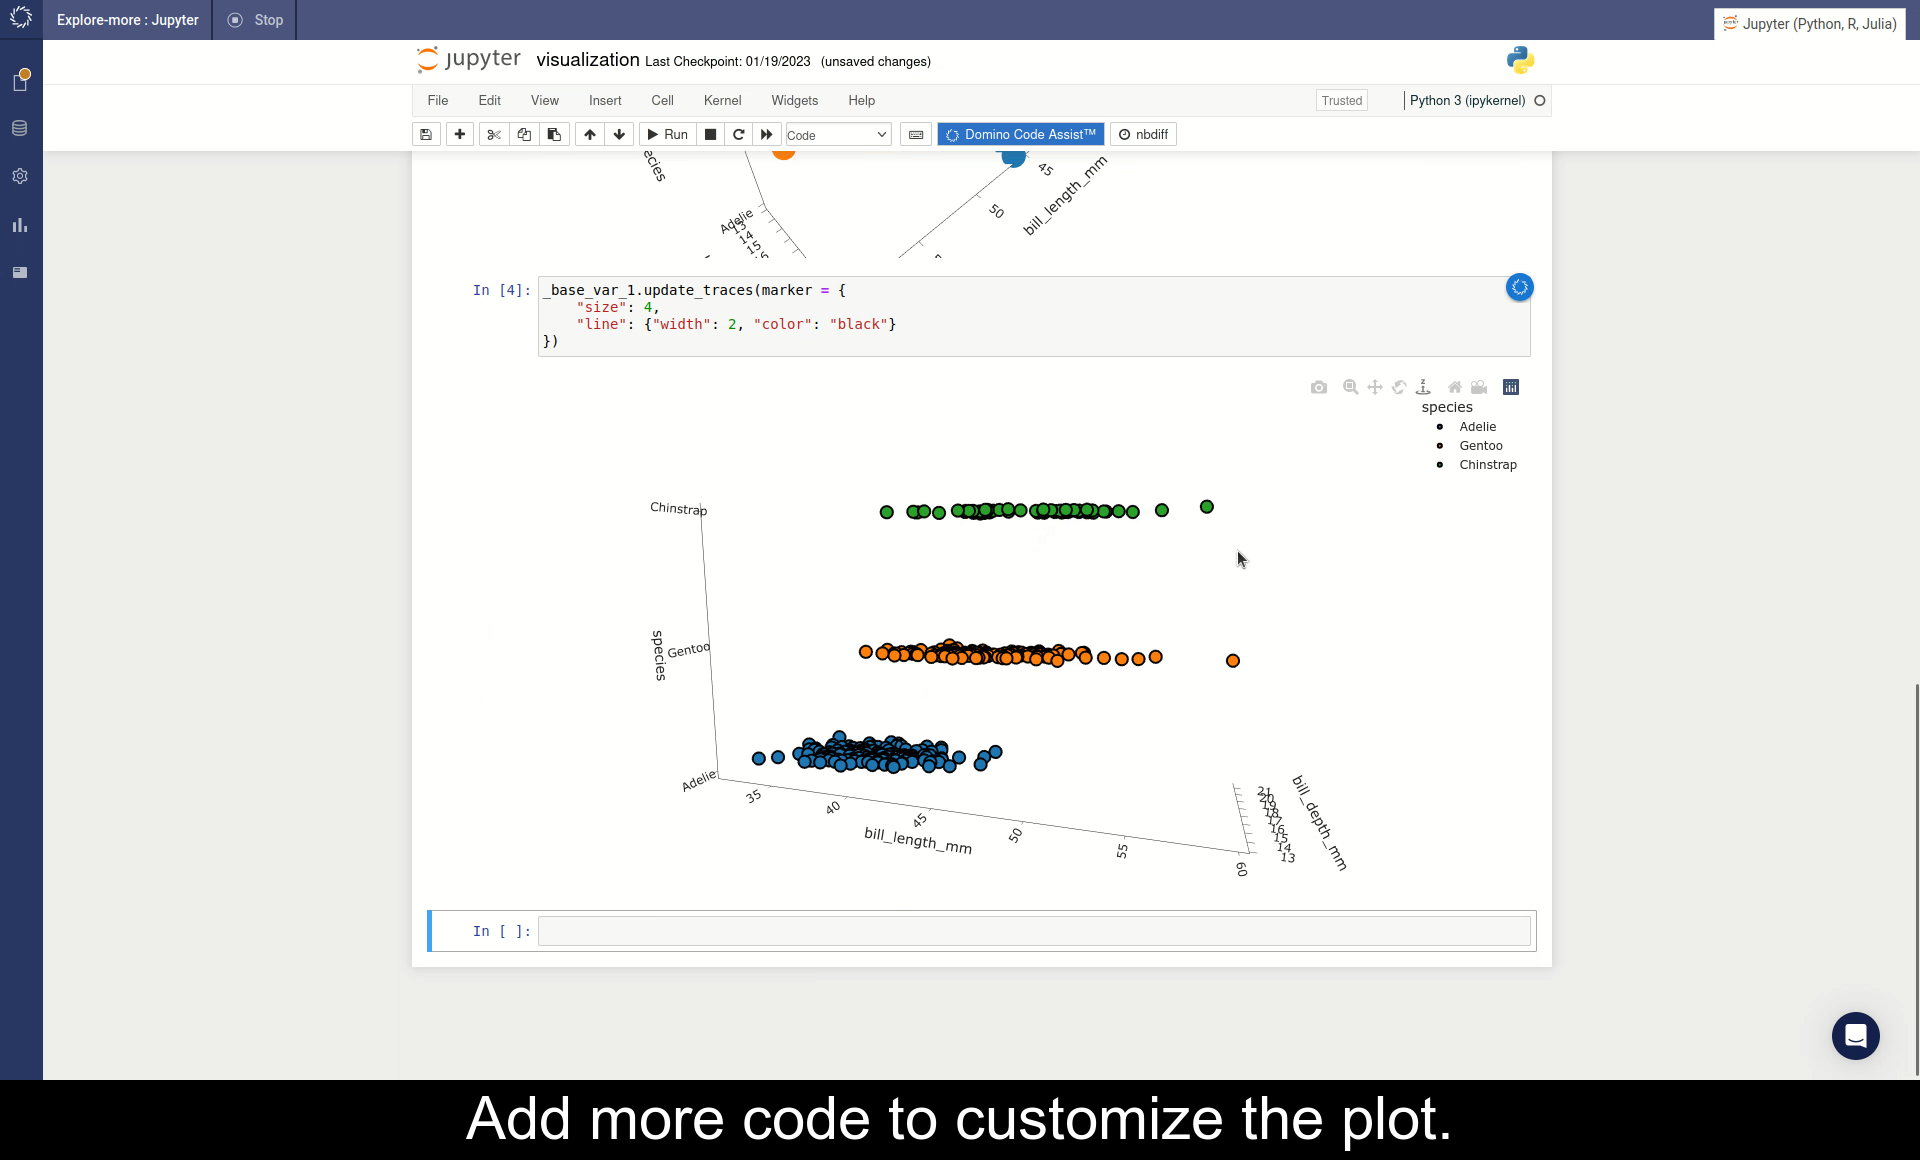 Explore-more : Jupyter
Stop
Jupyter (Python, R, Julia)
jupyter visualization Last Checkpoint: 01/19/2023 (unsaved changes)
File Edit View Insert Cell Kernel Widgets Help
Trusted
Python 3 (ipykernel)
Run
Code
Domino Code Assist™
nbdiff
ecies
Adelie
13
14
15
45
50
bill_length_mm
In [4]:
_base_var_1.update_traces(marker = {
"size": 4,
"line": {"width": 2, "color": "black"}
})
species
Adelie
Gentoo
Chinstrap
Chinstrap
species
Gentoo
Adelie
35
40
45
50
55
60
bill_length_mm
21
20
19
18
17
16
15
14
13
bill_depth_mm
In [ ]:
Add more code to customize the plot.